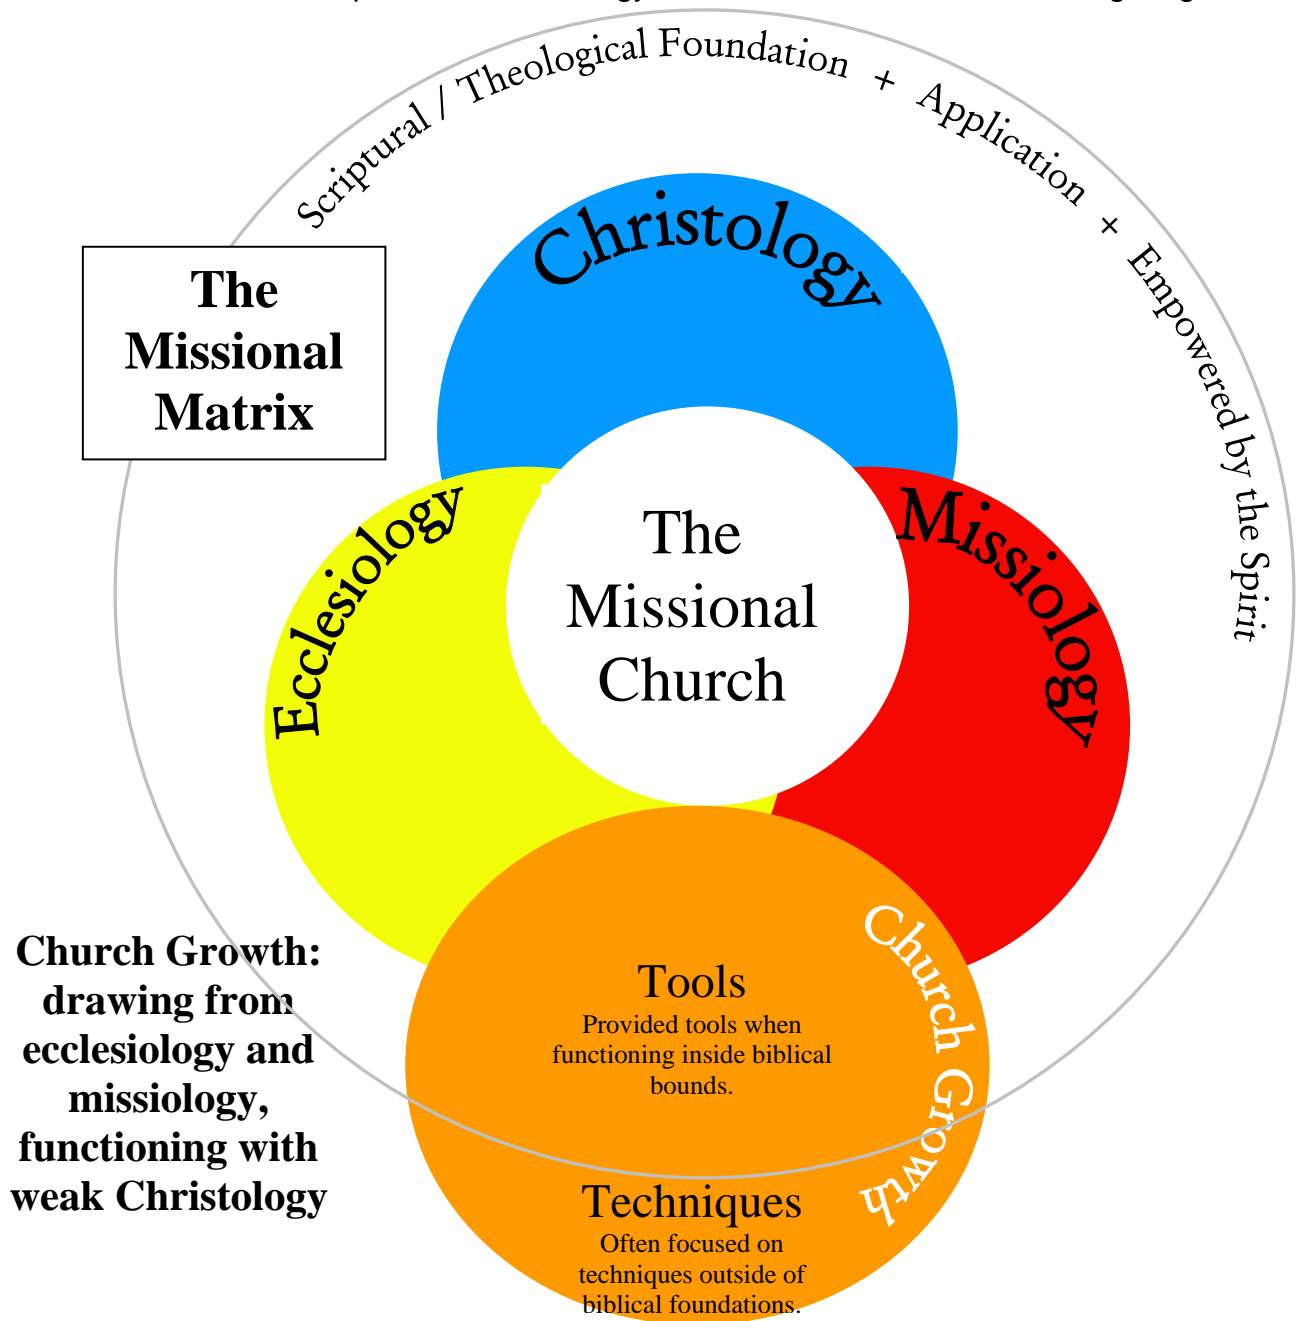 Scriptural / Theological Foundation + Application + Empowered by the Spirit
The
Missional
Matrix
Christology
Ecclesiology
Missiology
The
Missional
Church
Church Growth:
drawing from
ecclesiology and
missiology,
functioning with
weak Christology
Church Growth
Tools
Provided tools when
functioning inside biblical
bounds.
Techniques
Often focused on
techniques outside of
biblical foundations.